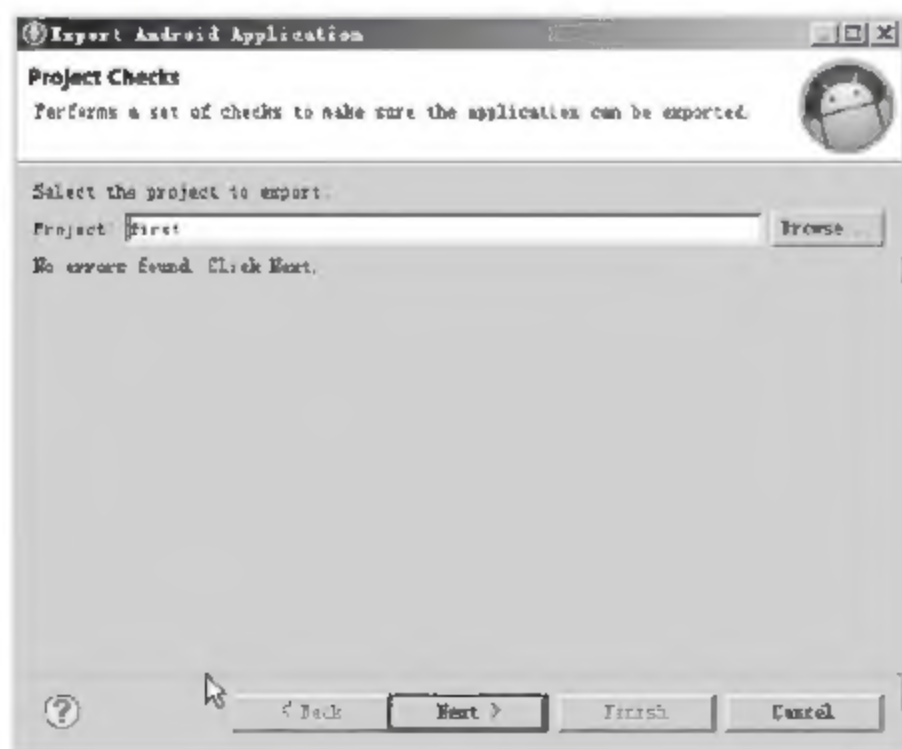 Export Android Application
Project Checks
Performs a set of checks to make sure the application can be exported.
Select the project to export:
Project: first
Browse...
No errors found. Click Next.
< Back
Next >
Finish
Cancel